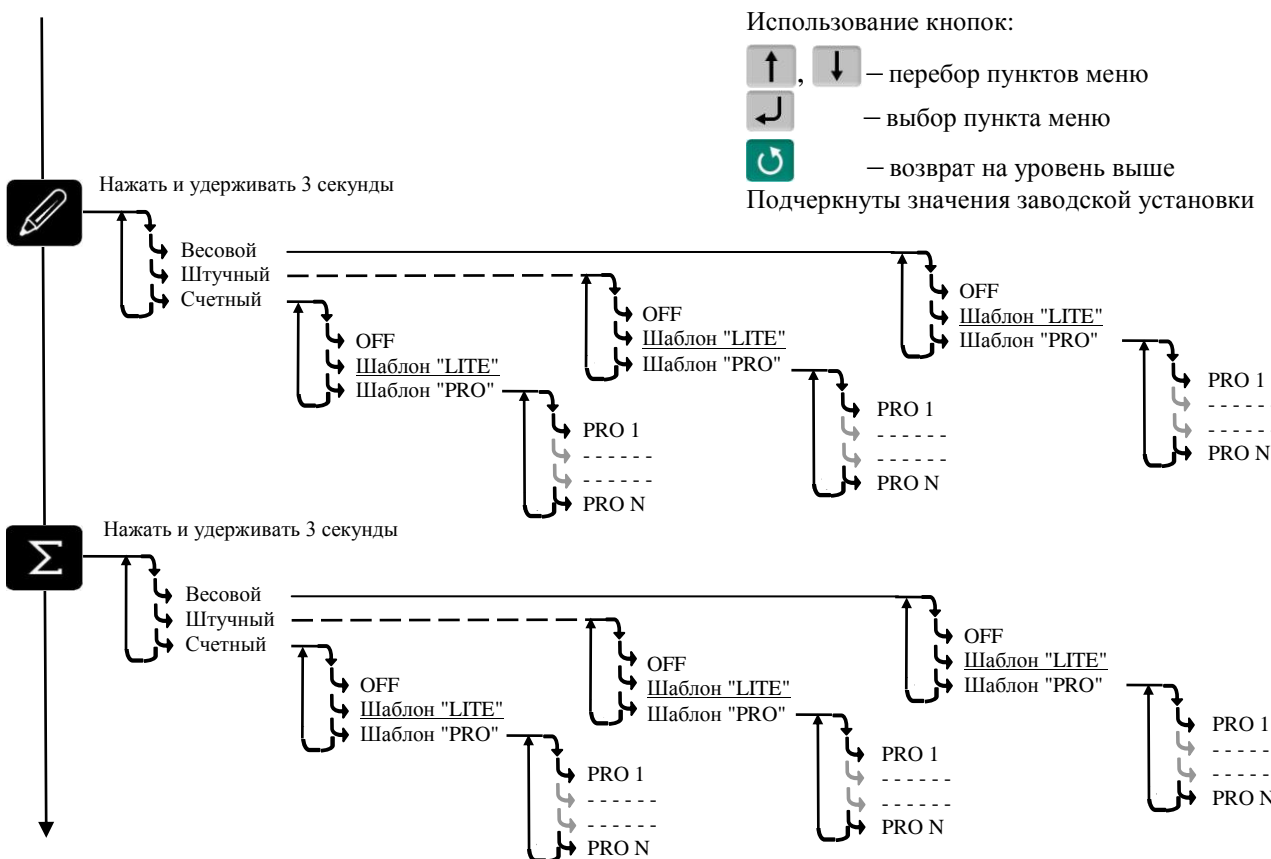 Использование кнопок:
, – перебор пунктов меню
– выбор пункта меню
– возврат на уровень выше
Подчеркнуты значения заводской установки
Нажать и удерживать 3 секунды
Весовой
Штучный
Счетный
OFF
Шаблон "LITE"
Шаблон "PRO"
PRO 1
- - - - - -
- - - - - -
PRO N
OFF
Шаблон "LITE"
Шаблон "PRO"
PRO 1
- - - - - -
- - - - - -
PRO N
OFF
Шаблон "LITE"
Шаблон "PRO"
PRO 1
- - - - -
- - - - -
PRO N
Нажать и удерживать 3 секунды
Σ
Весовой
Штучный
Счетный
OFF
Шаблон "LITE"
Шаблон "PRO"
PRO 1
- - - - - -
- - - - - -
PRO N
OFF
Шаблон "LITE"
Шаблон "PRO"
PRO 1
- - - - - -
- - - - - -
PRO N
OFF
Шаблон "LITE"
Шаблон "PRO"
PRO 1
- - - - -
- - - - -
PRO N